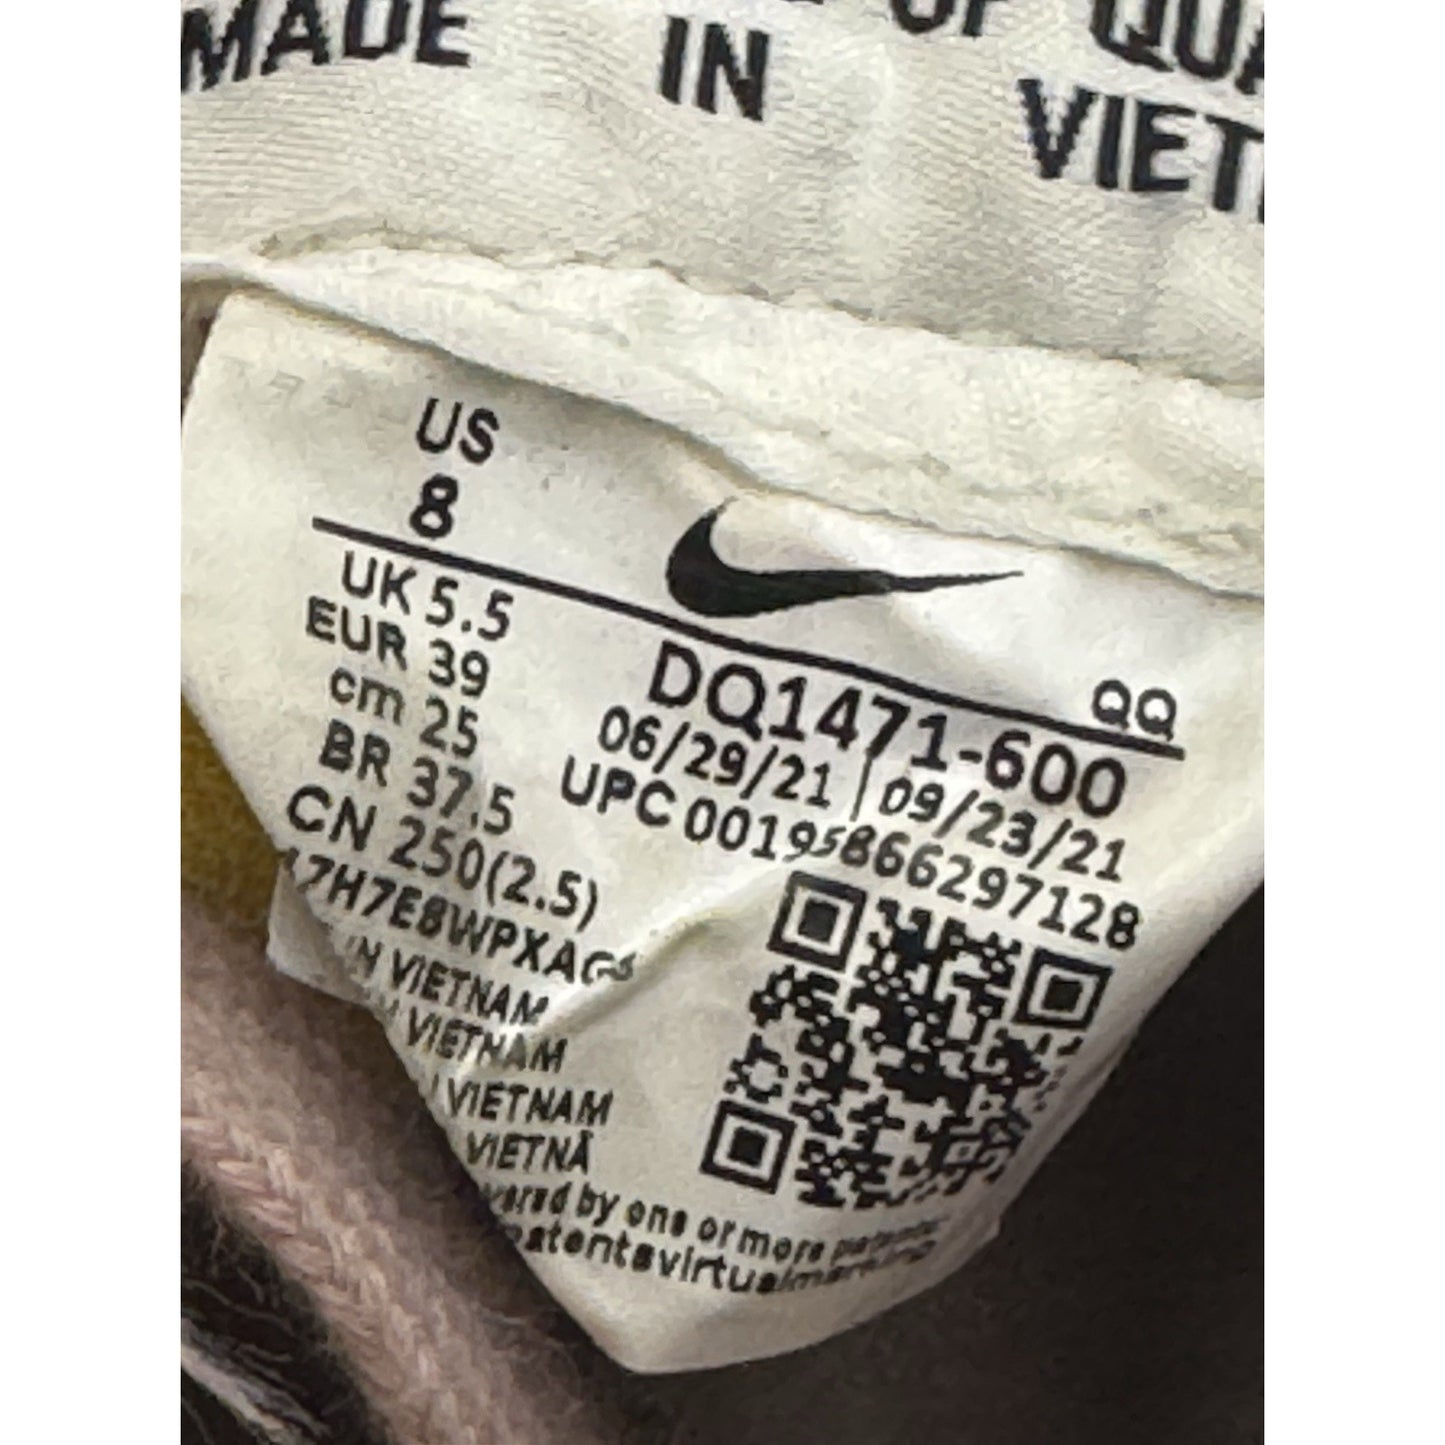 OF QUA
MADE IN VIET
US
8
QQ
UK 5.5
EUR 39
cm 25
BR 37.5
CN 250(2.5)
DQ1471-600
06/29/21 | 09/23/21
UPC 00195866297128
VIETNAM
VIETNAM
VIETNAM
VIETNÃ
by one or more